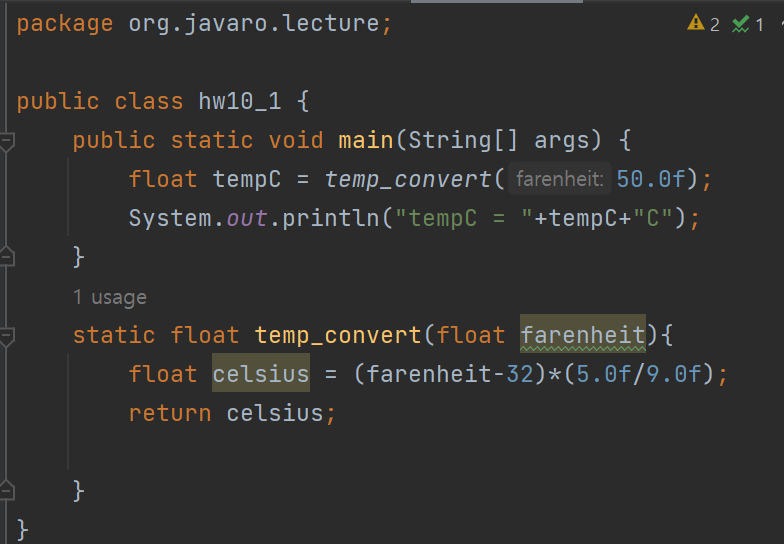 package org.javaro.lecture;
2 1
public class hw10_1 {
public static void main(String[] args) {
float tempC = temp_convert( farenheit: 50.0f);
System.out.println("tempC = "+tempC+"C");
}
1 usage
static float temp_convert(float farenheit){
float celsius = (farenheit-32)*(5.0f/9.0f);
return celsius;
}
}